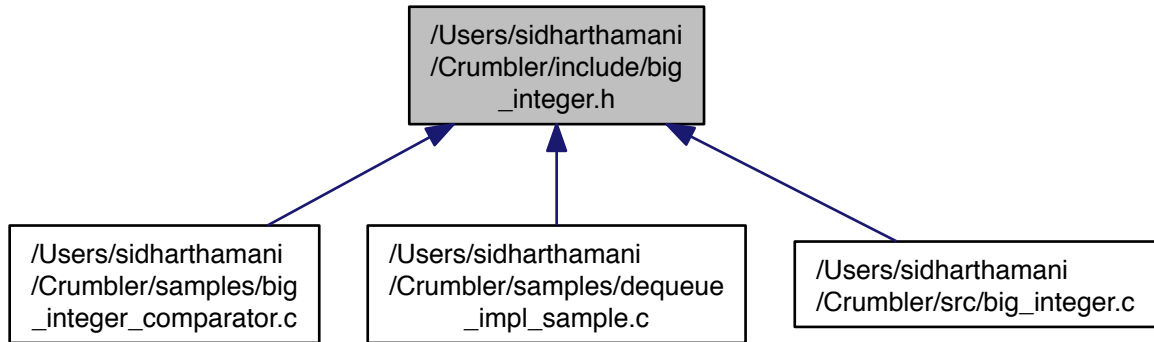 /Users/sidharthamani
/Crumbler/include/big
_integer.h
/Users/sidharthamani
/Crumbler/samples/big
_integer_comparator.c
/Users/sidharthamani
/Crumbler/samples/dequeue
_impl_sample.c
/Users/sidharthamani
/Crumbler/src/big_integer.c